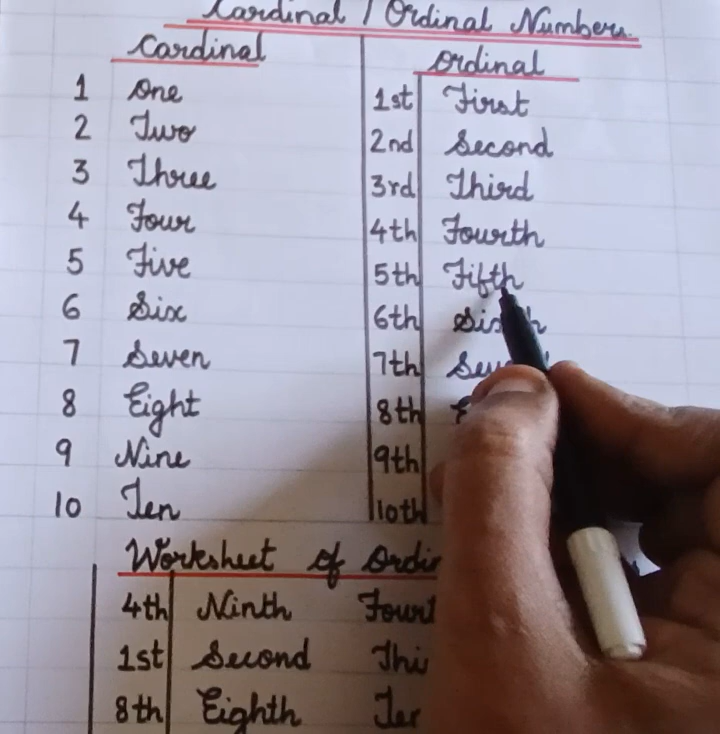 Cardinal / Ordinal Numbers
Cardinal Ordinal
1 One 1st First
2 Two 2nd Second
3 Three 3rd Third
4 Four 4th Fourth
5 Five 5th Fifth
6 Six 6th
7 Seven 7th
8 Eight 8th
9 Nine 9th
10 Ten 10th
Worksheet of
4th Ninth
1st Second
8th Eighth